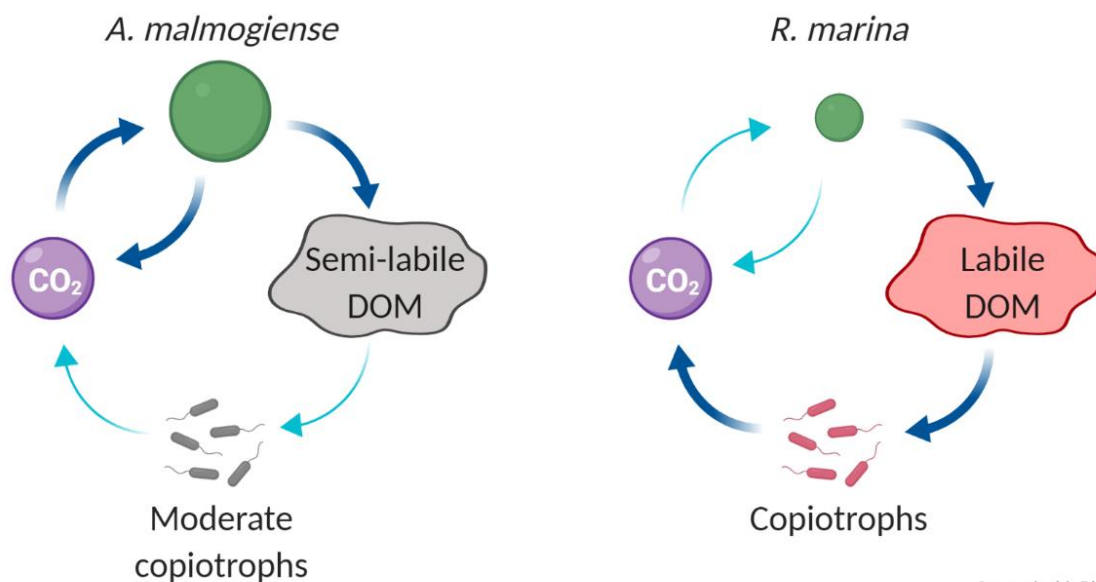 A. malmogiense
R. marina
CO₂
Semi-labile
DOM
CO₂
Labile
DOM
Moderate
copiotrophs
Copiotrophs